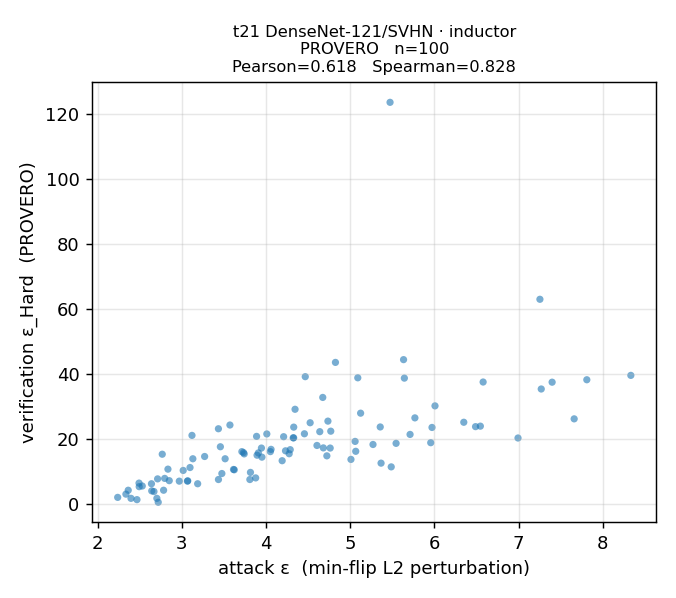 t21 DenseNet-121/SVHN · inductor
PROVERO   n=100
Pearson=0.618   Spearman=0.828
verification ε_Hard  (PROVERO)
120
100
80
60
40
20
0
2 3 4 5 6 7 8
attack ε  (min-flip L2 perturbation)